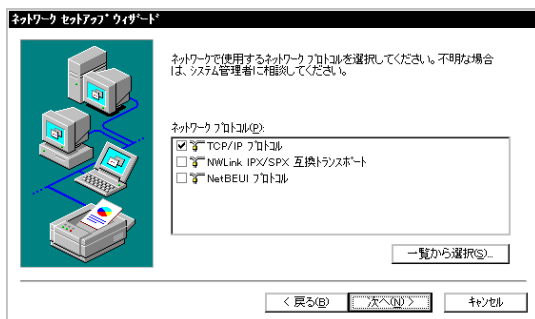 ネットワーク セットアップ ウィザード
ネットワークで使用するネットワーク プロトコルを選択してください。不明な場合
は、システム管理者に相談してください。
ネットワーク プロトコル(P):
TCP/IP プロトコル
NWLink IPX/SPX 互換トランスポート
NetBEUI プロトコル
一覧から選択(S)...
< 戻る(B)
次へ(N) >
キャンセル